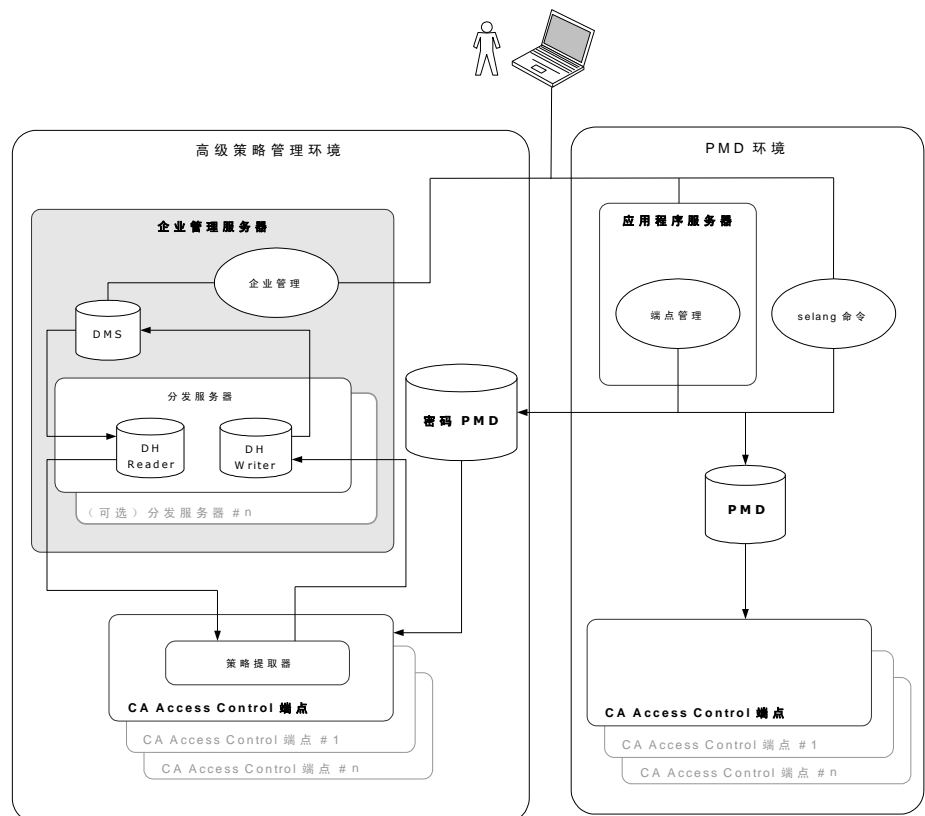 高级策略管理环境
PMD 环境
企业管理服务器
应用程序服务器
企业管理
端点管理
selang 命令
DMS
分发服务器
密码 PMD
DH
Reader
DH
Writer
PMD
（可选）分发服务器 #n
策略提取器
CA Access Control 端点
CA Access Control 端点
CA Access Control 端点 #1
CA Access Control 端点 #1
CA Access Control 端点 #n
CA Access Control 端点 #n